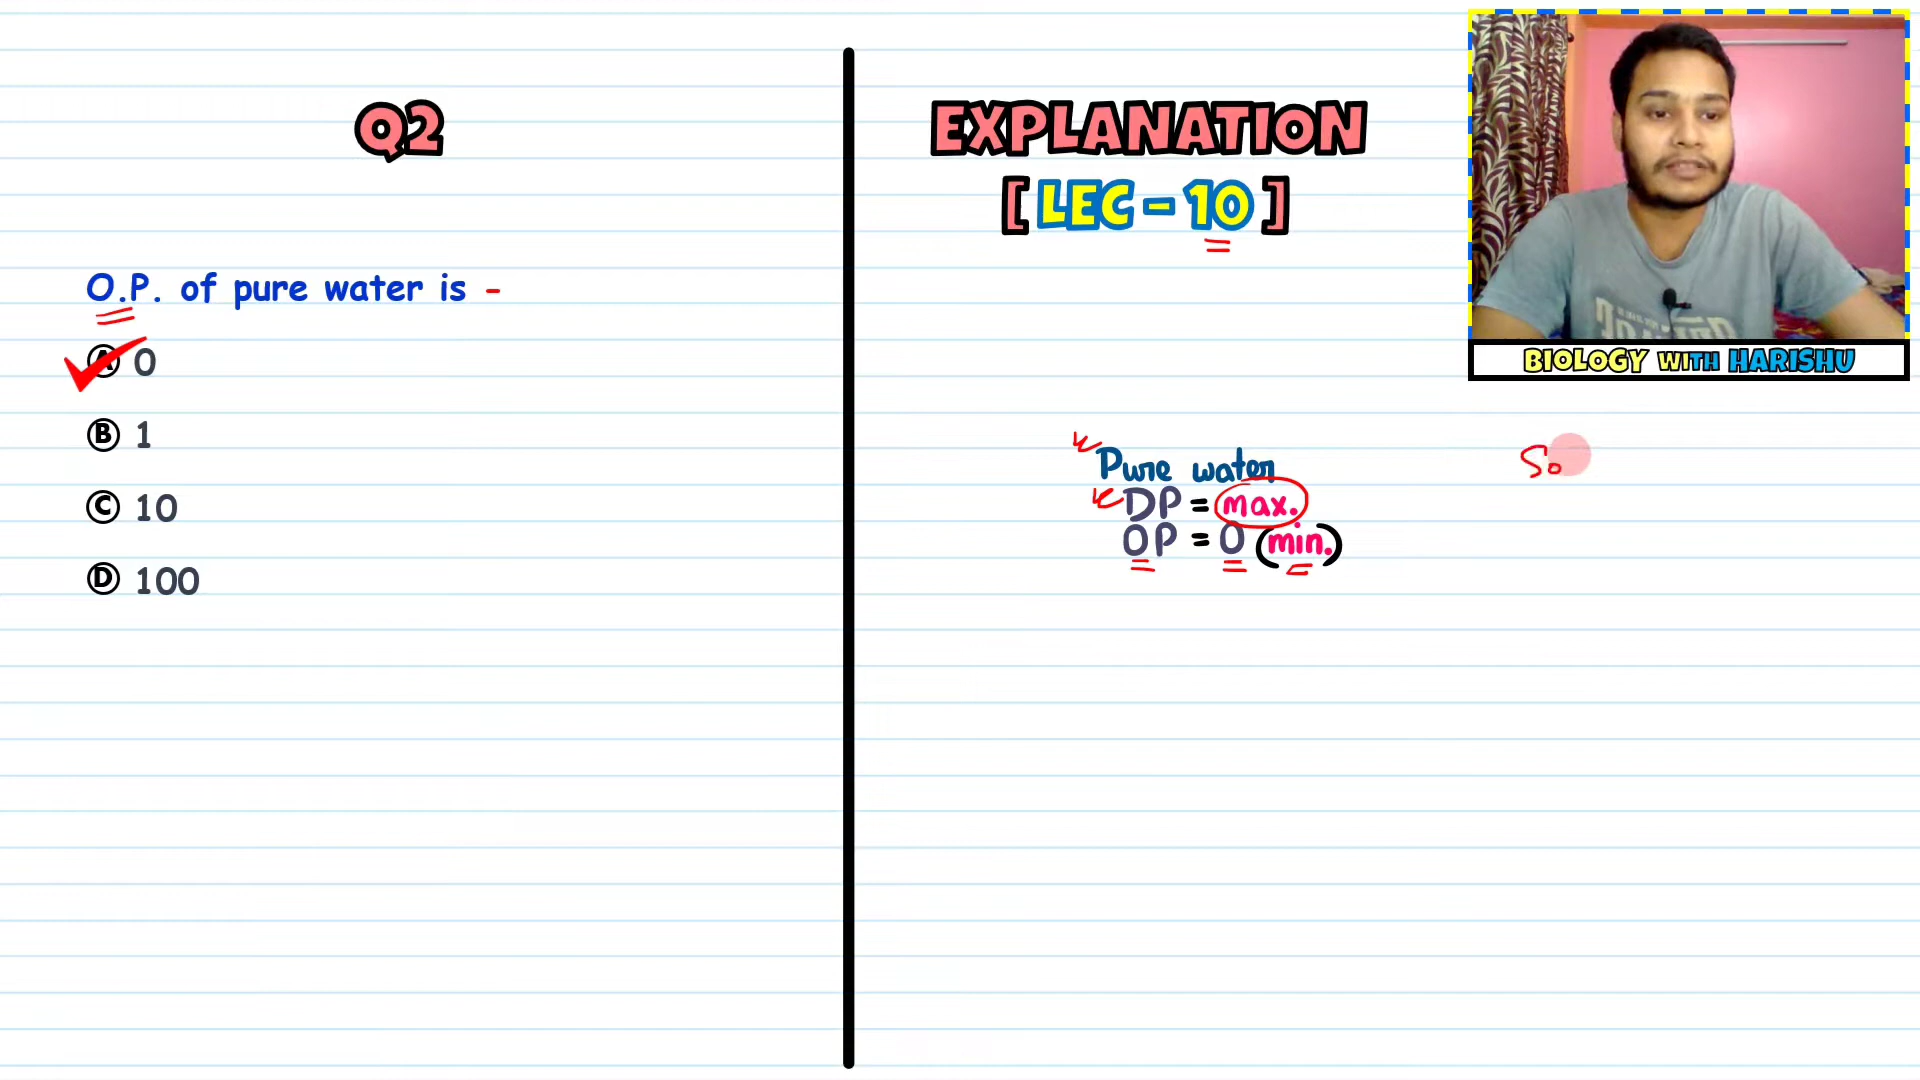 Q2
O.P. of pure water is -
A 0
B 1
C 10
D 100
EXPLANATION
[ LEC - 10 ]
Pure water
DP = max.
OP = 0 (min.)
So
BIOLOGY WITH HARISHU